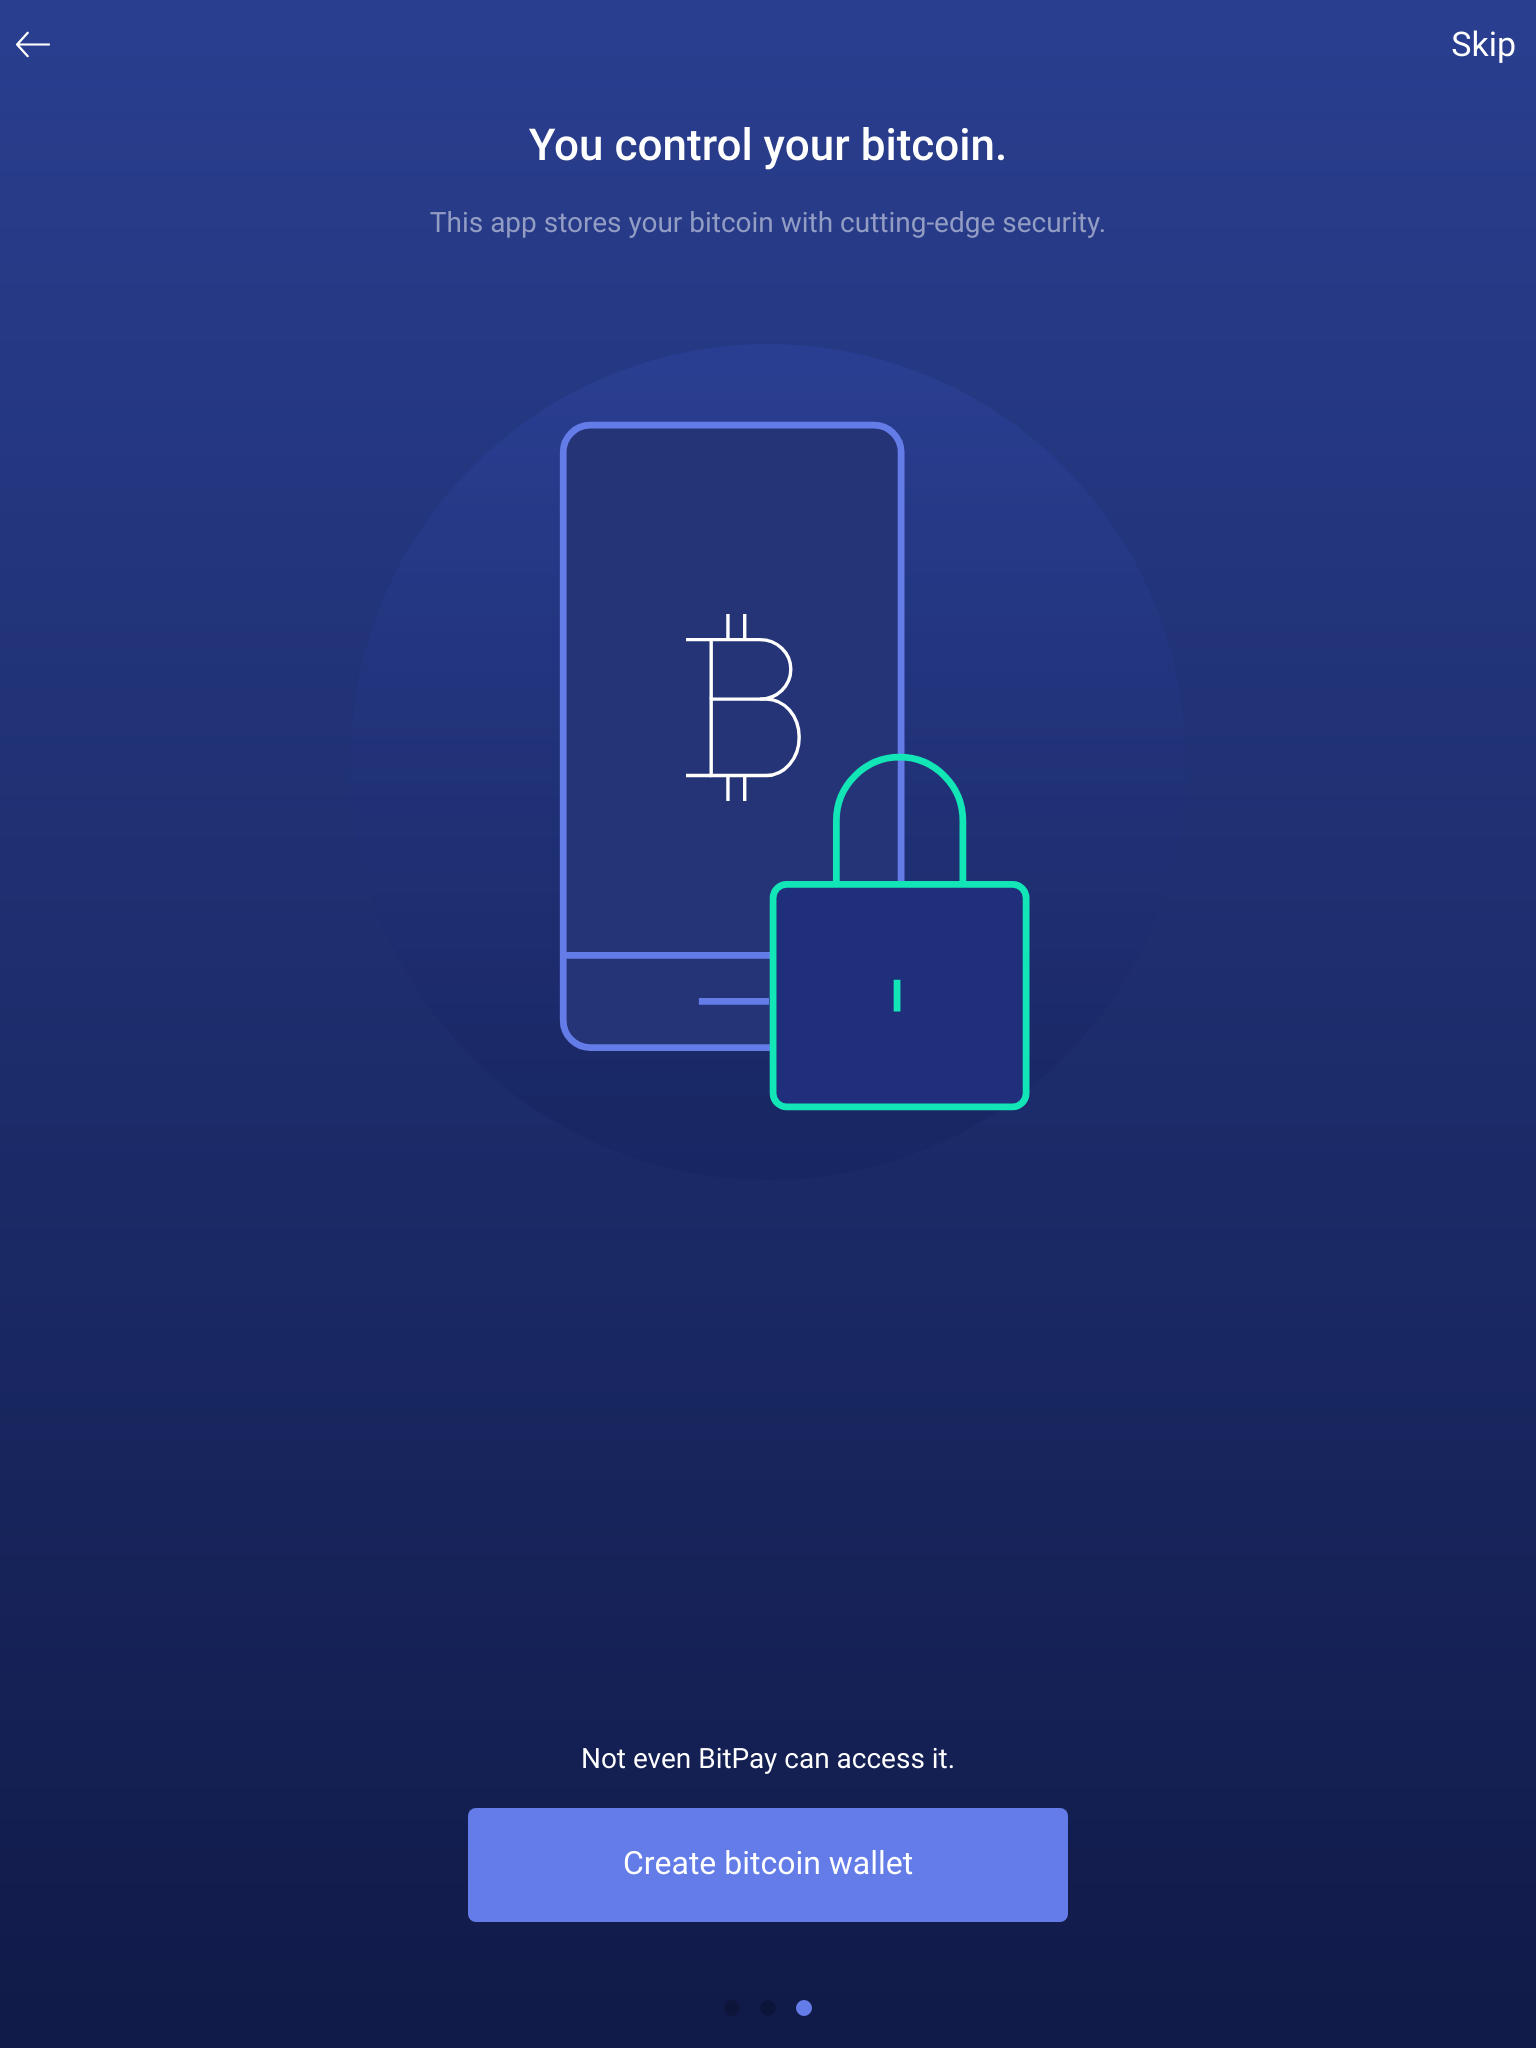 Skip
You control your bitcoin.
This app stores your bitcoin with cutting-edge security.
Not even BitPay can access it.
Create bitcoin wallet